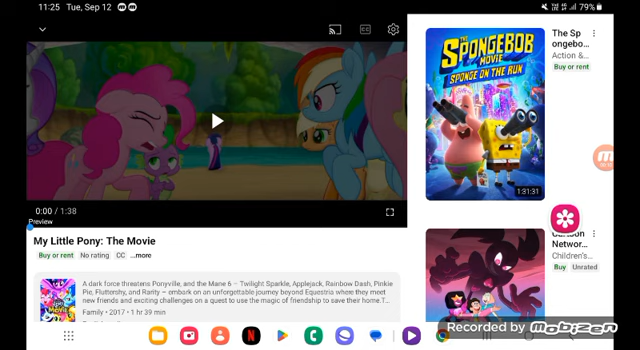 11:25 Tue, Sep 12
79%
CC
THE
SPONGEBOB
MOVIE
SPONGE ON THE RUN
1:31:31
The Sp
ongebo...
Action &...
Buy or rent
0:00 / 1:38
Preview
My Little Pony: The Movie
Buy or rent No rating CC ...more
A dark force threatens Ponyville, and the Mane 6 – Twilight Sparkle, Applejack, Rainbow Dash, Pinkie
Pie, Fluttershy, and Rarity – embark on an unforgettable journey beyond Equestria where they meet
new friends and exciting challenges on a quest to use the magic of friendship to save their home.T...
Family • 2017 • 1 hr 39 min
Cartoon
Networ...
Children's...
Buy Unrated
Recorded by mobizen